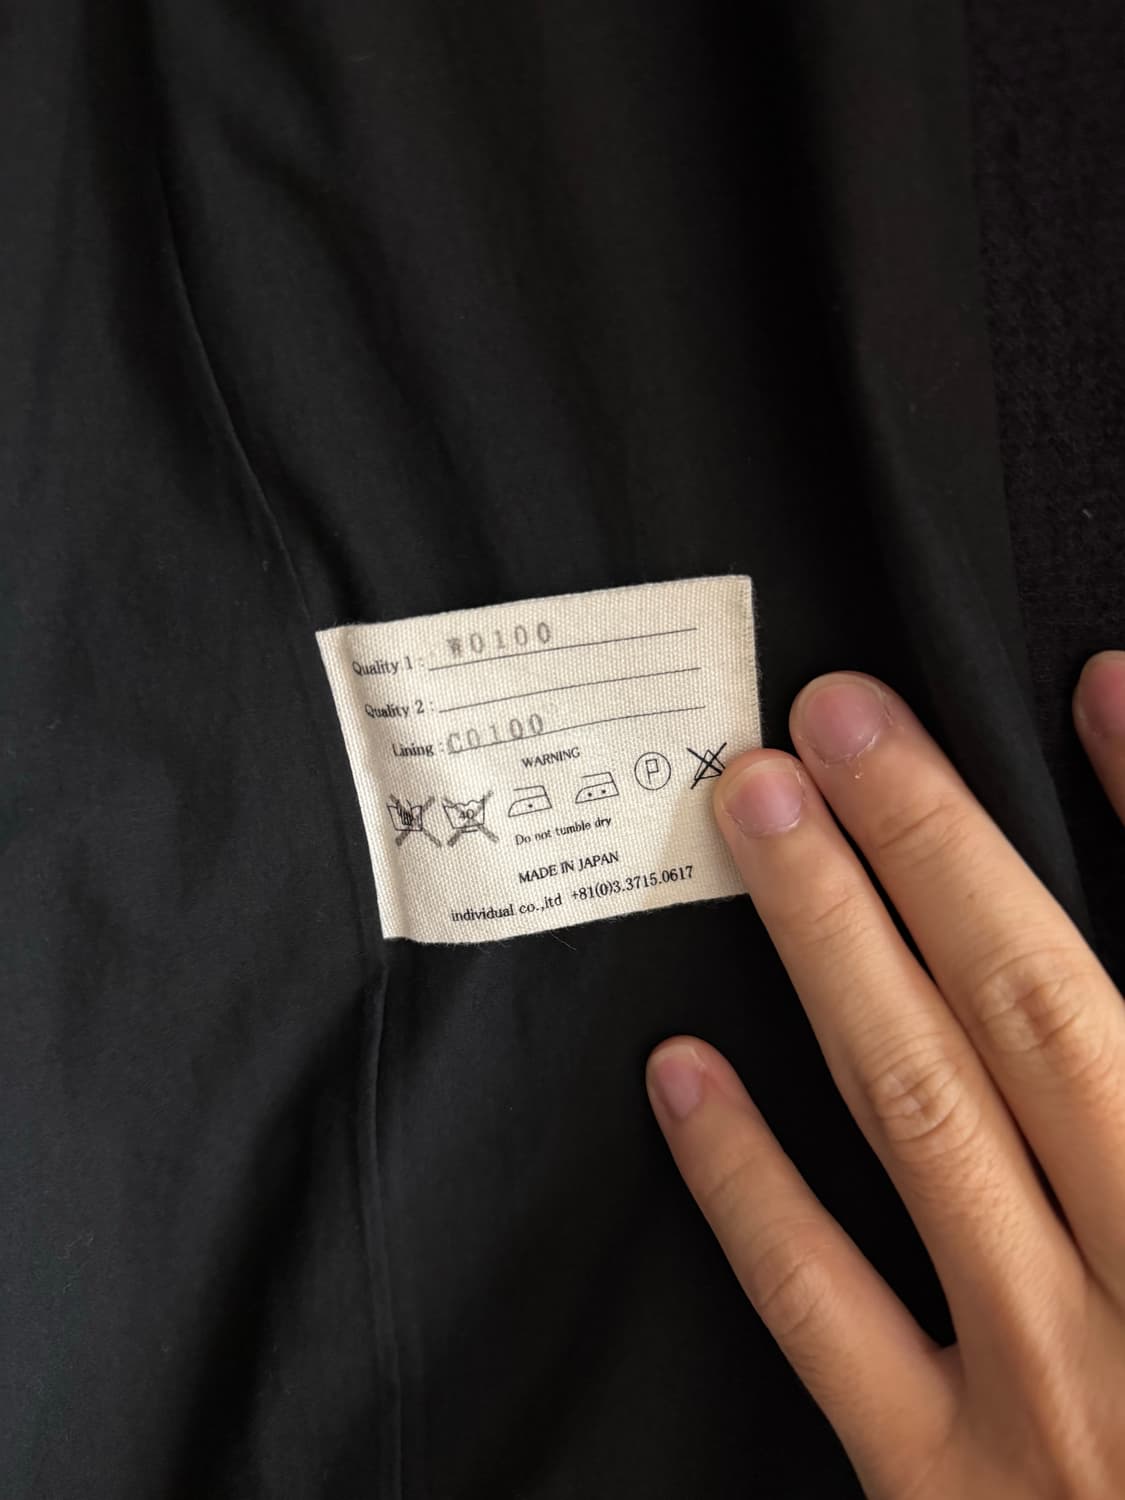 Quality 1 : W0100
Quality 2 :
Lining : C0100
WARNING
30
P
Do not tumble dry
MADE IN JAPAN
individual co.,ltd +81(0)3.3715.0617